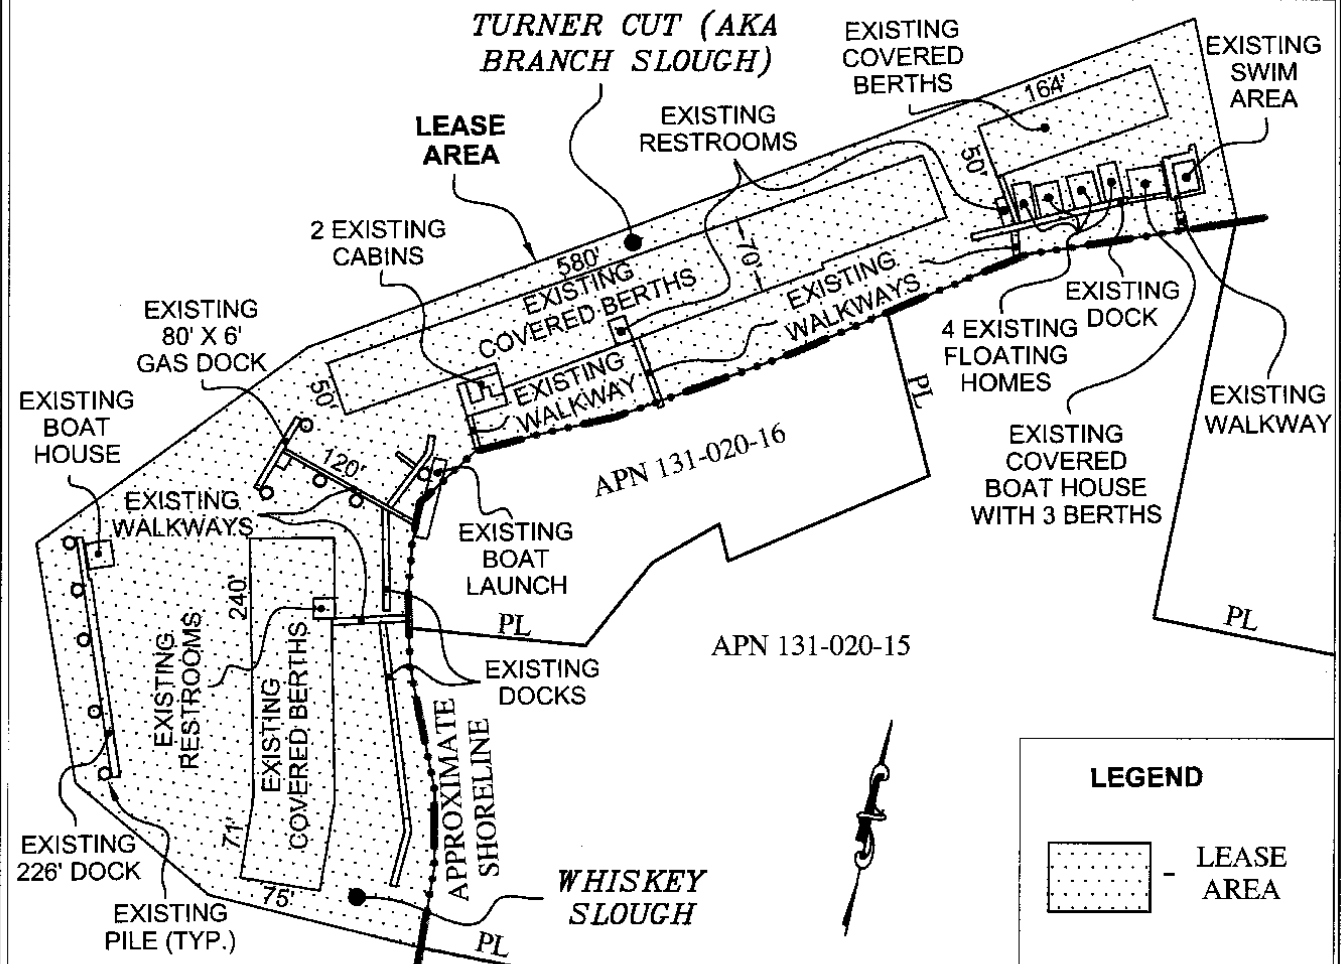 TURNER CUT (AKA
BRANCH SLOUGH)
EXISTING
COVERED
BERTHS
EXISTING
SWIM
AREA
164'
EXISTING
RESTROOMS
LEASE
AREA
50'
2 EXISTING
CABINS
580'
70'
EXISTING
COVERED BERTHS
EXISTING
WALKWAYS
EXISTING
DOCK
EXISTING
80' X 6'
GAS DOCK
4 EXISTING
FLOATING
HOMES
50'
EXISTING
WALKWAY
PL
EXISTING
WALKWAY
EXISTING
BOAT
HOUSE
EXISTING
COVERED
BOAT HOUSE
WITH 3 BERTHS
120'
APN 131-020-16
EXISTING
WALKWAYS
EXISTING
BOAT
LAUNCH
240'
PL
PL
APN 131-020-15
EXISTING
RESTROOMS
EXISTING
COVERED BERTHS
EXISTING
DOCKS
APPROXIMATE
SHORELINE
71'
75'
EXISTING
226' DOCK
EXISTING
PILE (TYP.)
WHISKEY
SLOUGH
PL
LEGEND
- LEASE
AREA